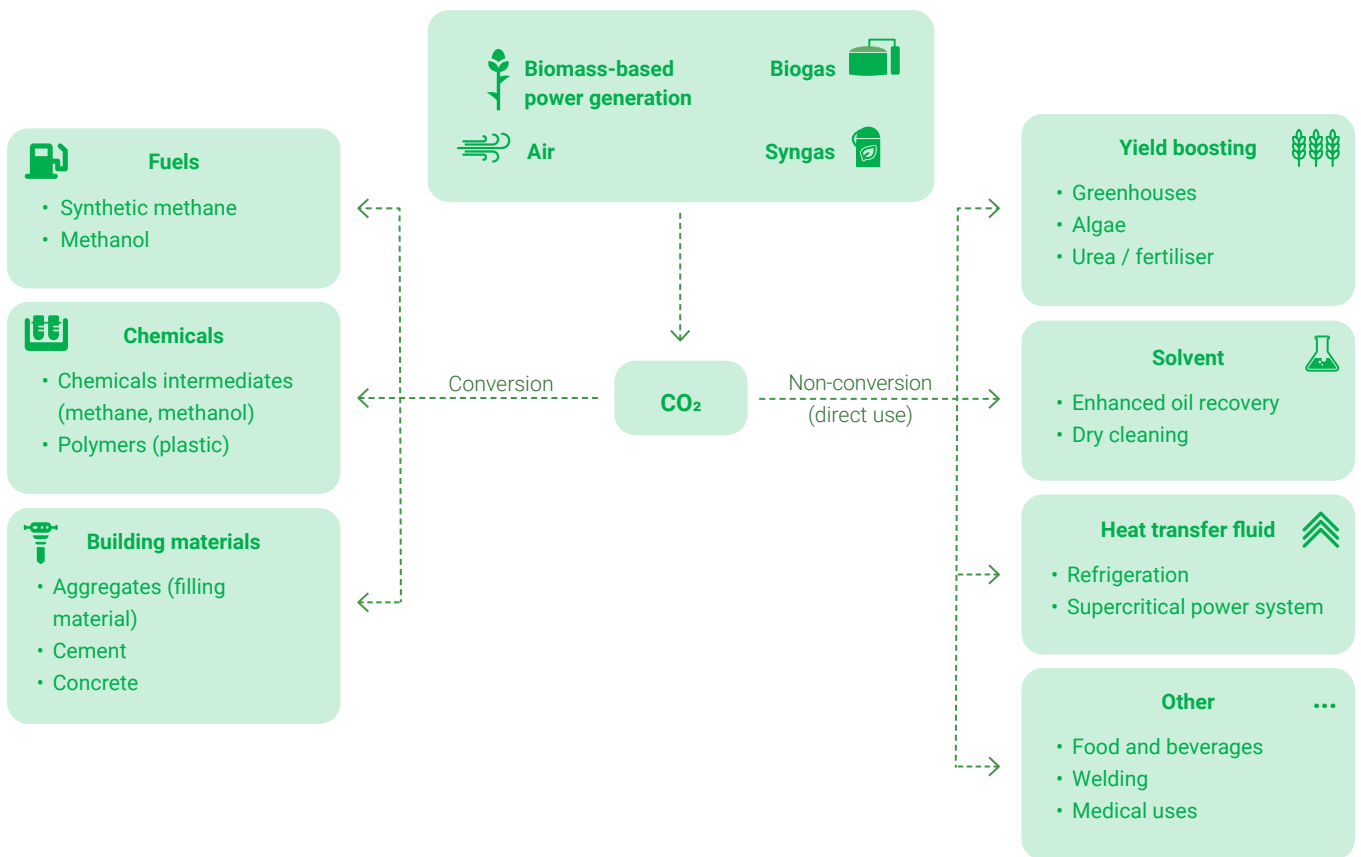 Biomass-based
power generation
Biogas
Air
Syngas
Fuels
• Synthetic methane
• Methanol
Chemicals
• Chemicals intermediates
(methane, methanol)
• Polymers (plastic)
Building materials
• Aggregates (filling
material)
• Cement
• Concrete
Conversion
CO₂
Non-conversion
(direct use)
Yield boosting
• Greenhouses
• Algae
• Urea / fertiliser
Solvent
• Enhanced oil recovery
• Dry cleaning
Heat transfer fluid
• Refrigeration
• Supercritical power system
Other
...
• Food and beverages
• Welding
• Medical uses